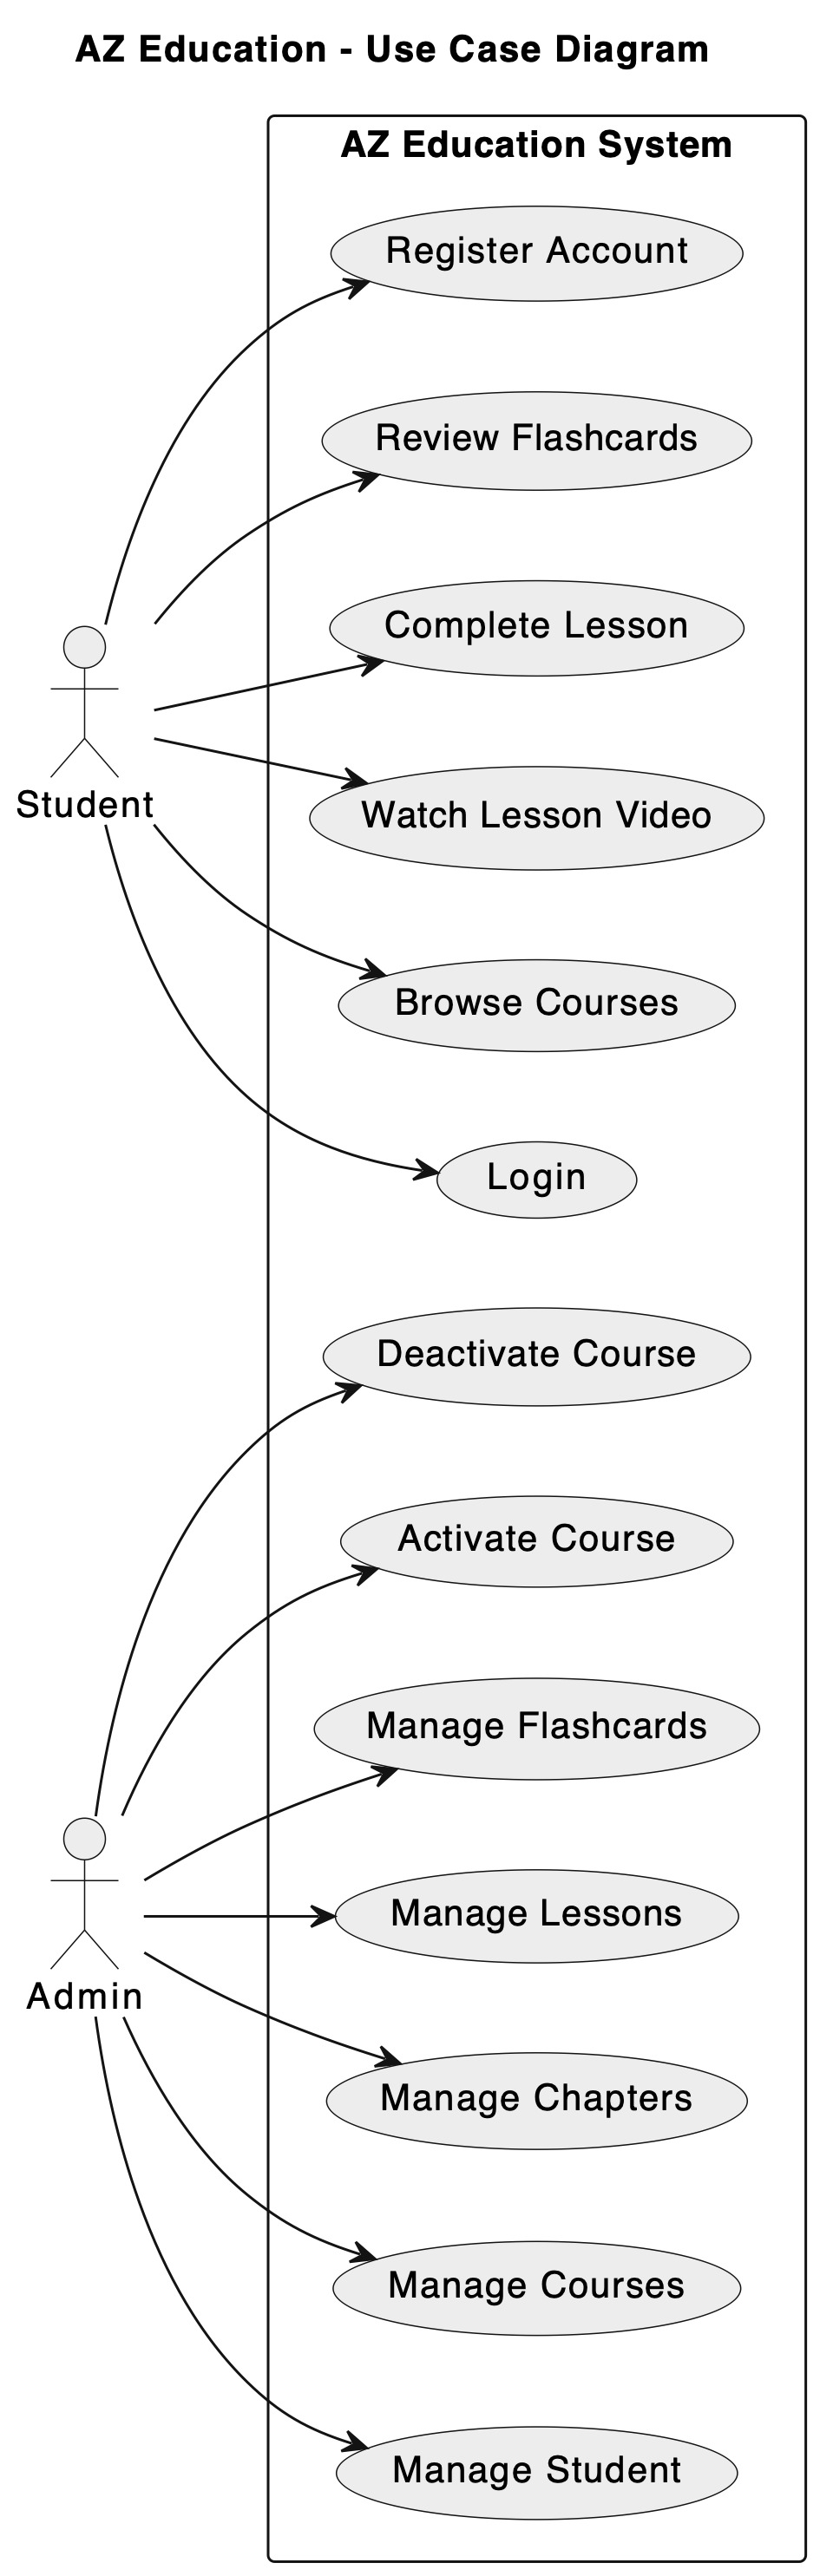 AZ Education - Use Case Diagram
AZ Education System
Register Account
Review Flashcards
Complete Lesson
Watch Lesson Video
Student
Browse Courses
Login
Deactivate Course
Activate Course
Manage Flashcards
Manage Lessons
Admin
Manage Chapters
Manage Courses
Manage Student